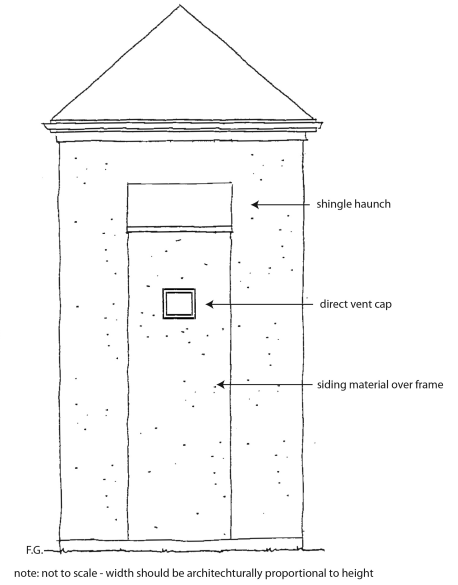 shingle haunch
direct vent cap
siding material over frame
F.G.
note: not to scale - width should be architechturally proportional to height